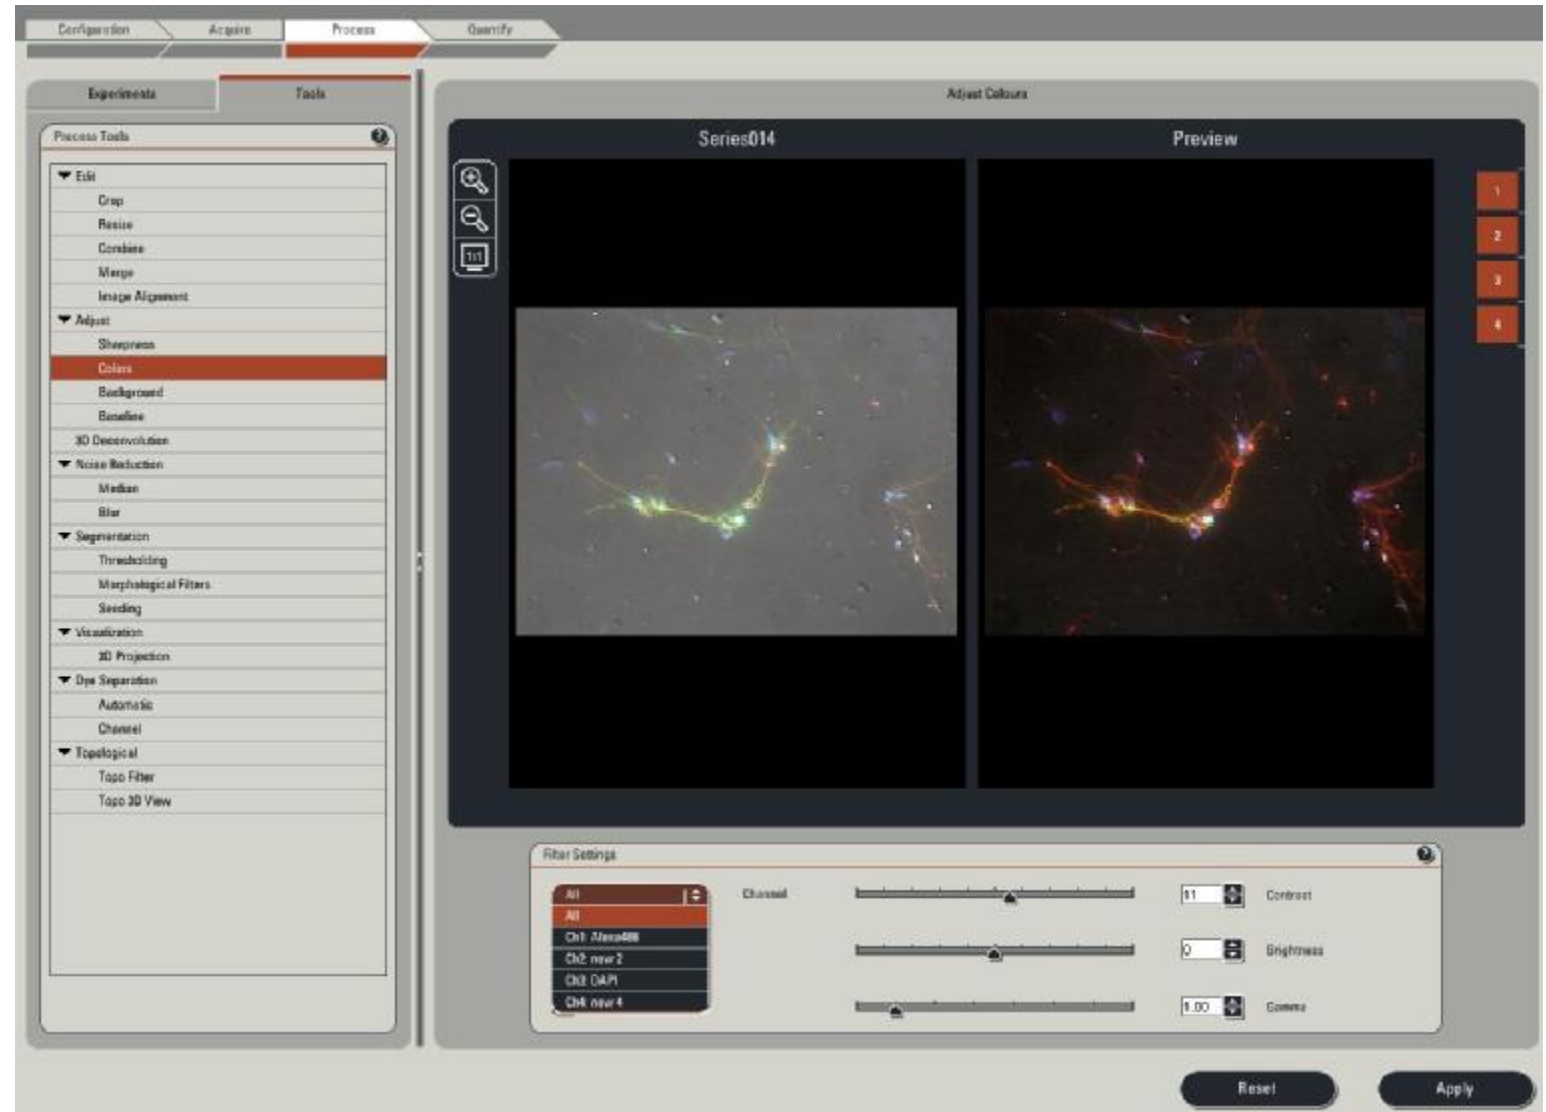 Configuration
Acquire
Process
Quantify
Experiments
Tools
Process Tools
Edit
Crop
Resize
Combine
Merge
Image Alignment
Adjust
Sharpness
Colors
Background
Baseline
3D Deconvolution
Noise Reduction
Median
Blur
Segmentation
Thresholding
Morphological Filters
Seeding
Visualization
3D Projection
Dye Separation
Automatic
Channel
Topological
Topo Filter
Topo 3D View
Adjust Colours
Series014
Preview
1:1
1
2
3
4
Filter Settings
All
All
Ch1: Alexa488
Ch2: new 2
Ch3: DAPI
Ch4: new 4
Channel
11 Contrast
0 Brightness
1.00 Gamma
Reset
Apply